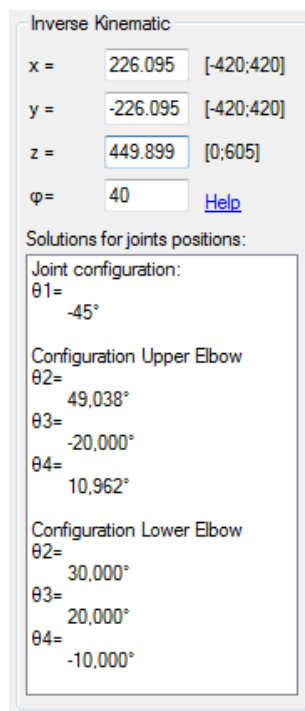 Inverse Kinematic
x = 226.095 [-420;420]
y = -226.095 [-420;420]
z = 449.899 [0;605]
φ= 40 Help
Solutions for joints positions:
Joint configuration:
θ1=
-45°
Configuration Upper Elbow
θ2=
49,038°
θ3=
-20,000°
θ4=
10,962°
Configuration Lower Elbow
θ2=
30,000°
θ3=
20,000°
θ4=
-10,000°